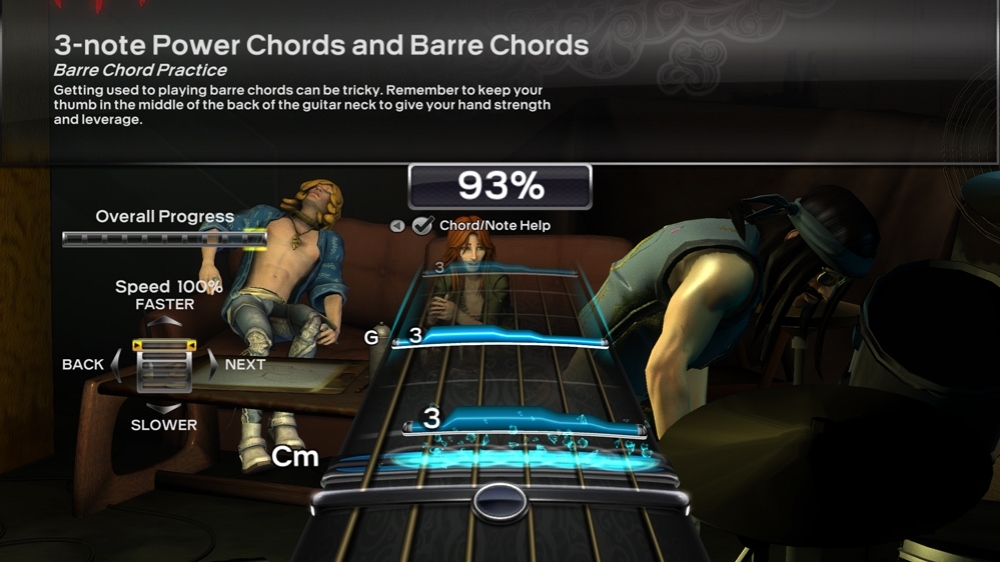 3-note Power Chords and Barre Chords
Barre Chord Practice
Getting used to playing barre chords can be tricky. Remember to keep your
thumb in the middle of the back of the guitar neck to give your hand strength
and leverage.
93%
Overall Progress
Chord/Note Help
3
Speed 100%
FASTER
G 3
BACK NEXT
3
SLOWER
Cm